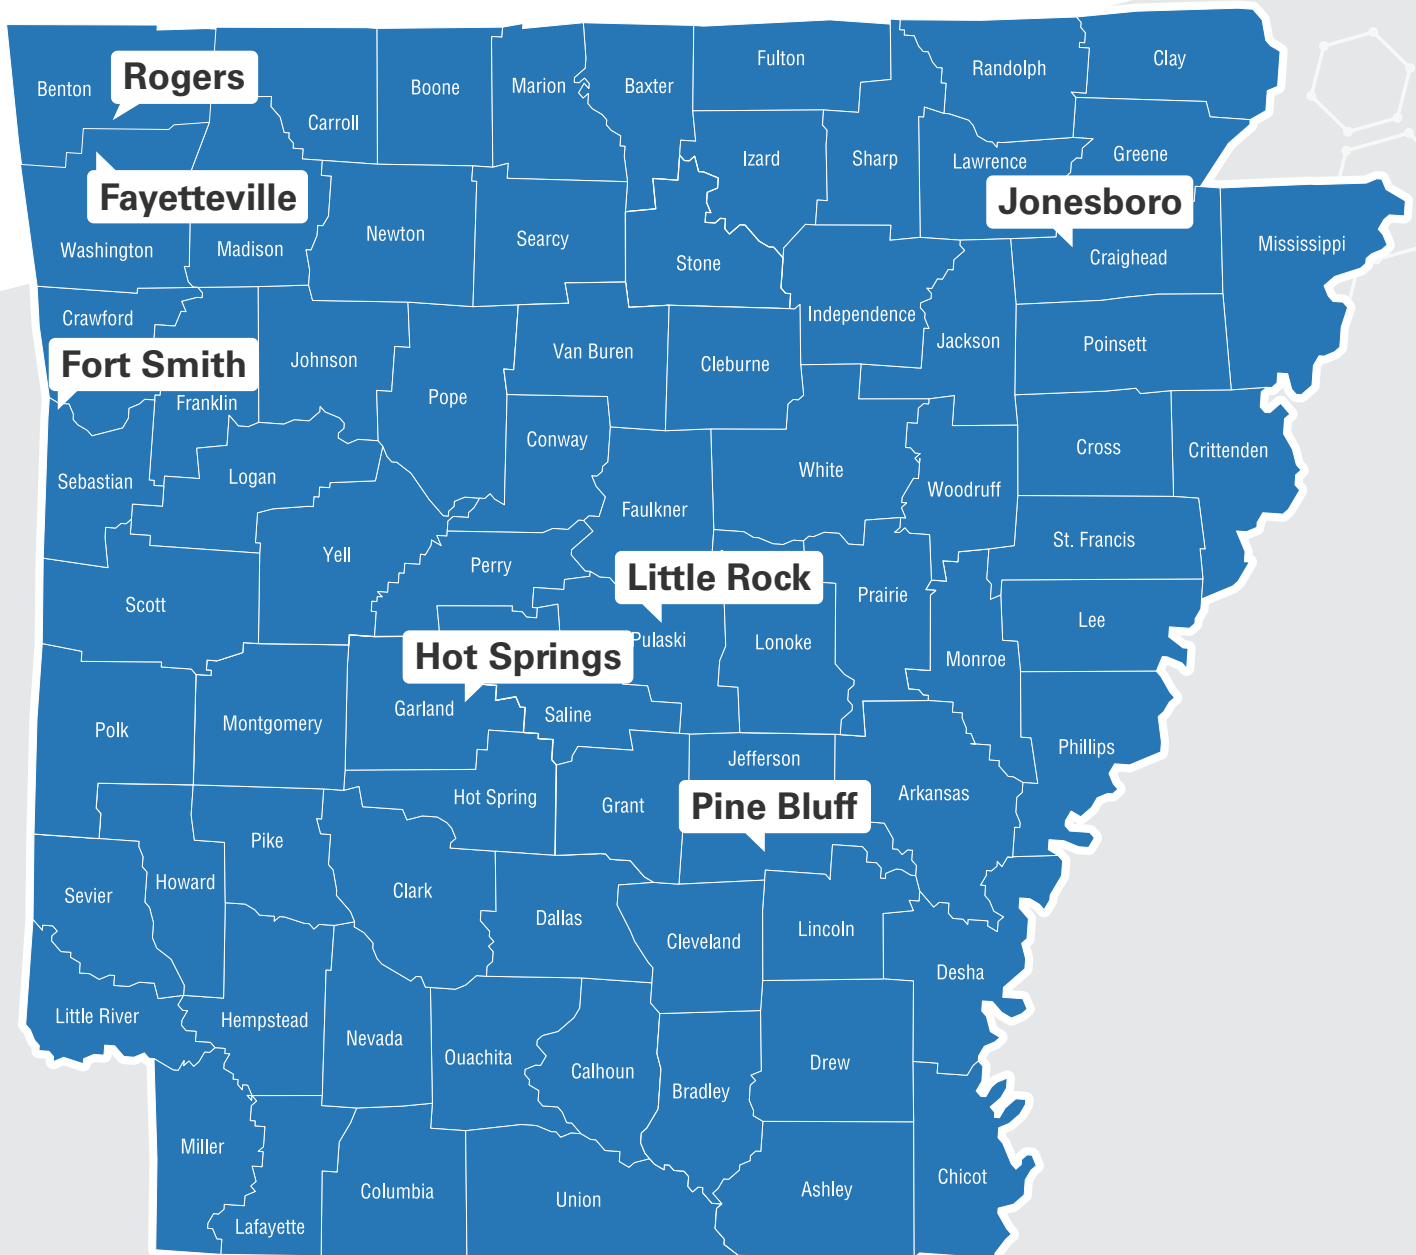 Fulton
Clay
Randolph
Rogers
Benton
Boone
Marion
Baxter
Carroll
Izard
Sharp
Lawrence
Greene
Fayetteville
Jonesboro
Newton
Searcy
Washington
Madison
Stone
Craighead
Mississippi
Crawford
Independence
Jackson
Poinsett
Van Buren
Cleburne
Johnson
Fort Smith
Franklin
Pope
Conway
Cross
Crittenden
White
Logan
Sebastian
Woodruff
Faulkner
St. Francis
Yell
Perry
Little Rock
Prairie
Scott
Lee
Pulaski
Lonoke
Hot Springs
Monroe
Garland
Saline
Montgomery
Polk
Phillips
Jefferson
Arkansas
Hot Spring
Grant
Pine Bluff
Pike
Howard
Clark
Sevier
Dallas
Lincoln
Cleveland
Desha
Little River
Hempstead
Nevada
Ouachita
Calhoun
Drew
Bradley
Miller
Chicot
Columbia
Ashley
Union
Lafayette